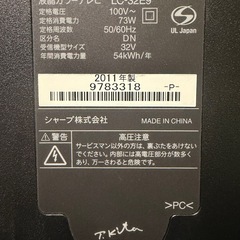 液晶カラーテレビ LC-32E9
定格電圧 100V~
定格消費電力 73W
定格周波数 50/60Hz
区分名 DN
受信機型サイズ 32V
年間消費電力量 54kWh/年
UL Japan
2011年製
9783318 -P-
シャープ株式会社 MADE IN CHINA
高圧注意
サービスマン以外の方は、裏ぶたをあけないで
ください。内部には高電圧部分が数多く
あり、万一さわると危険です。
>PC<